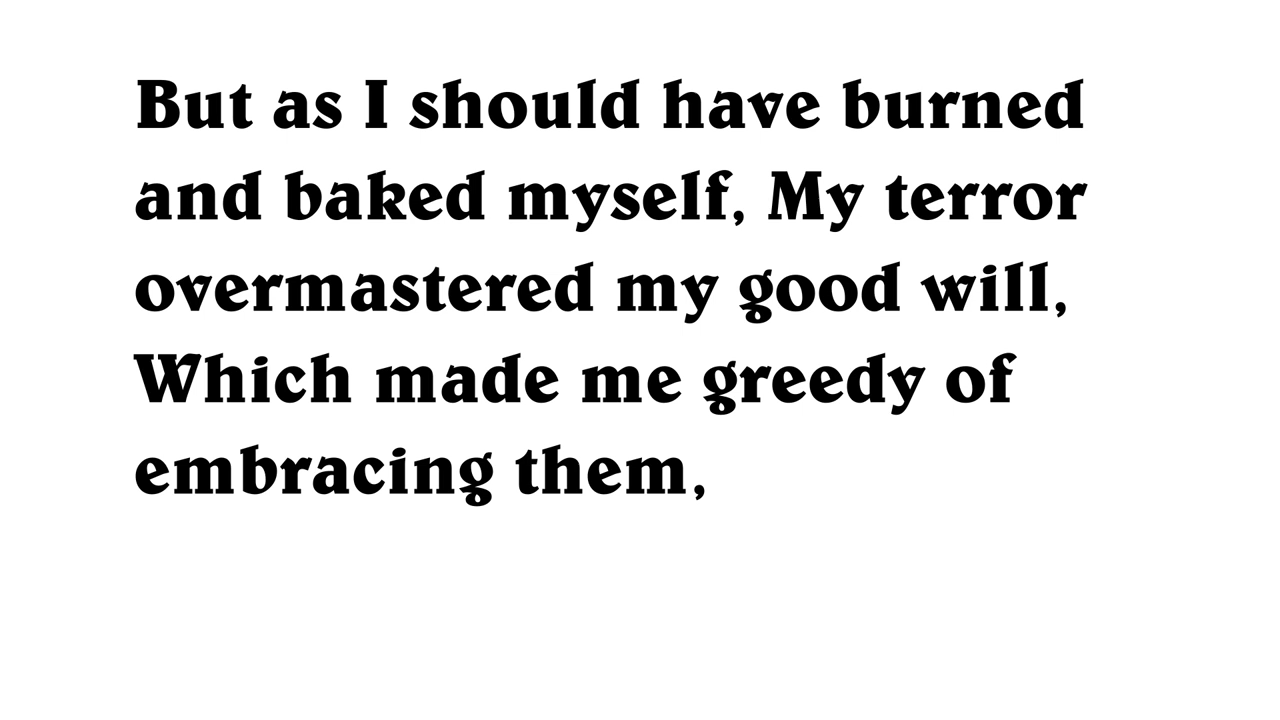 But as I should have burned
and baked myself, My terror
overmastered my good will,
Which made me greedy of
embracing them,